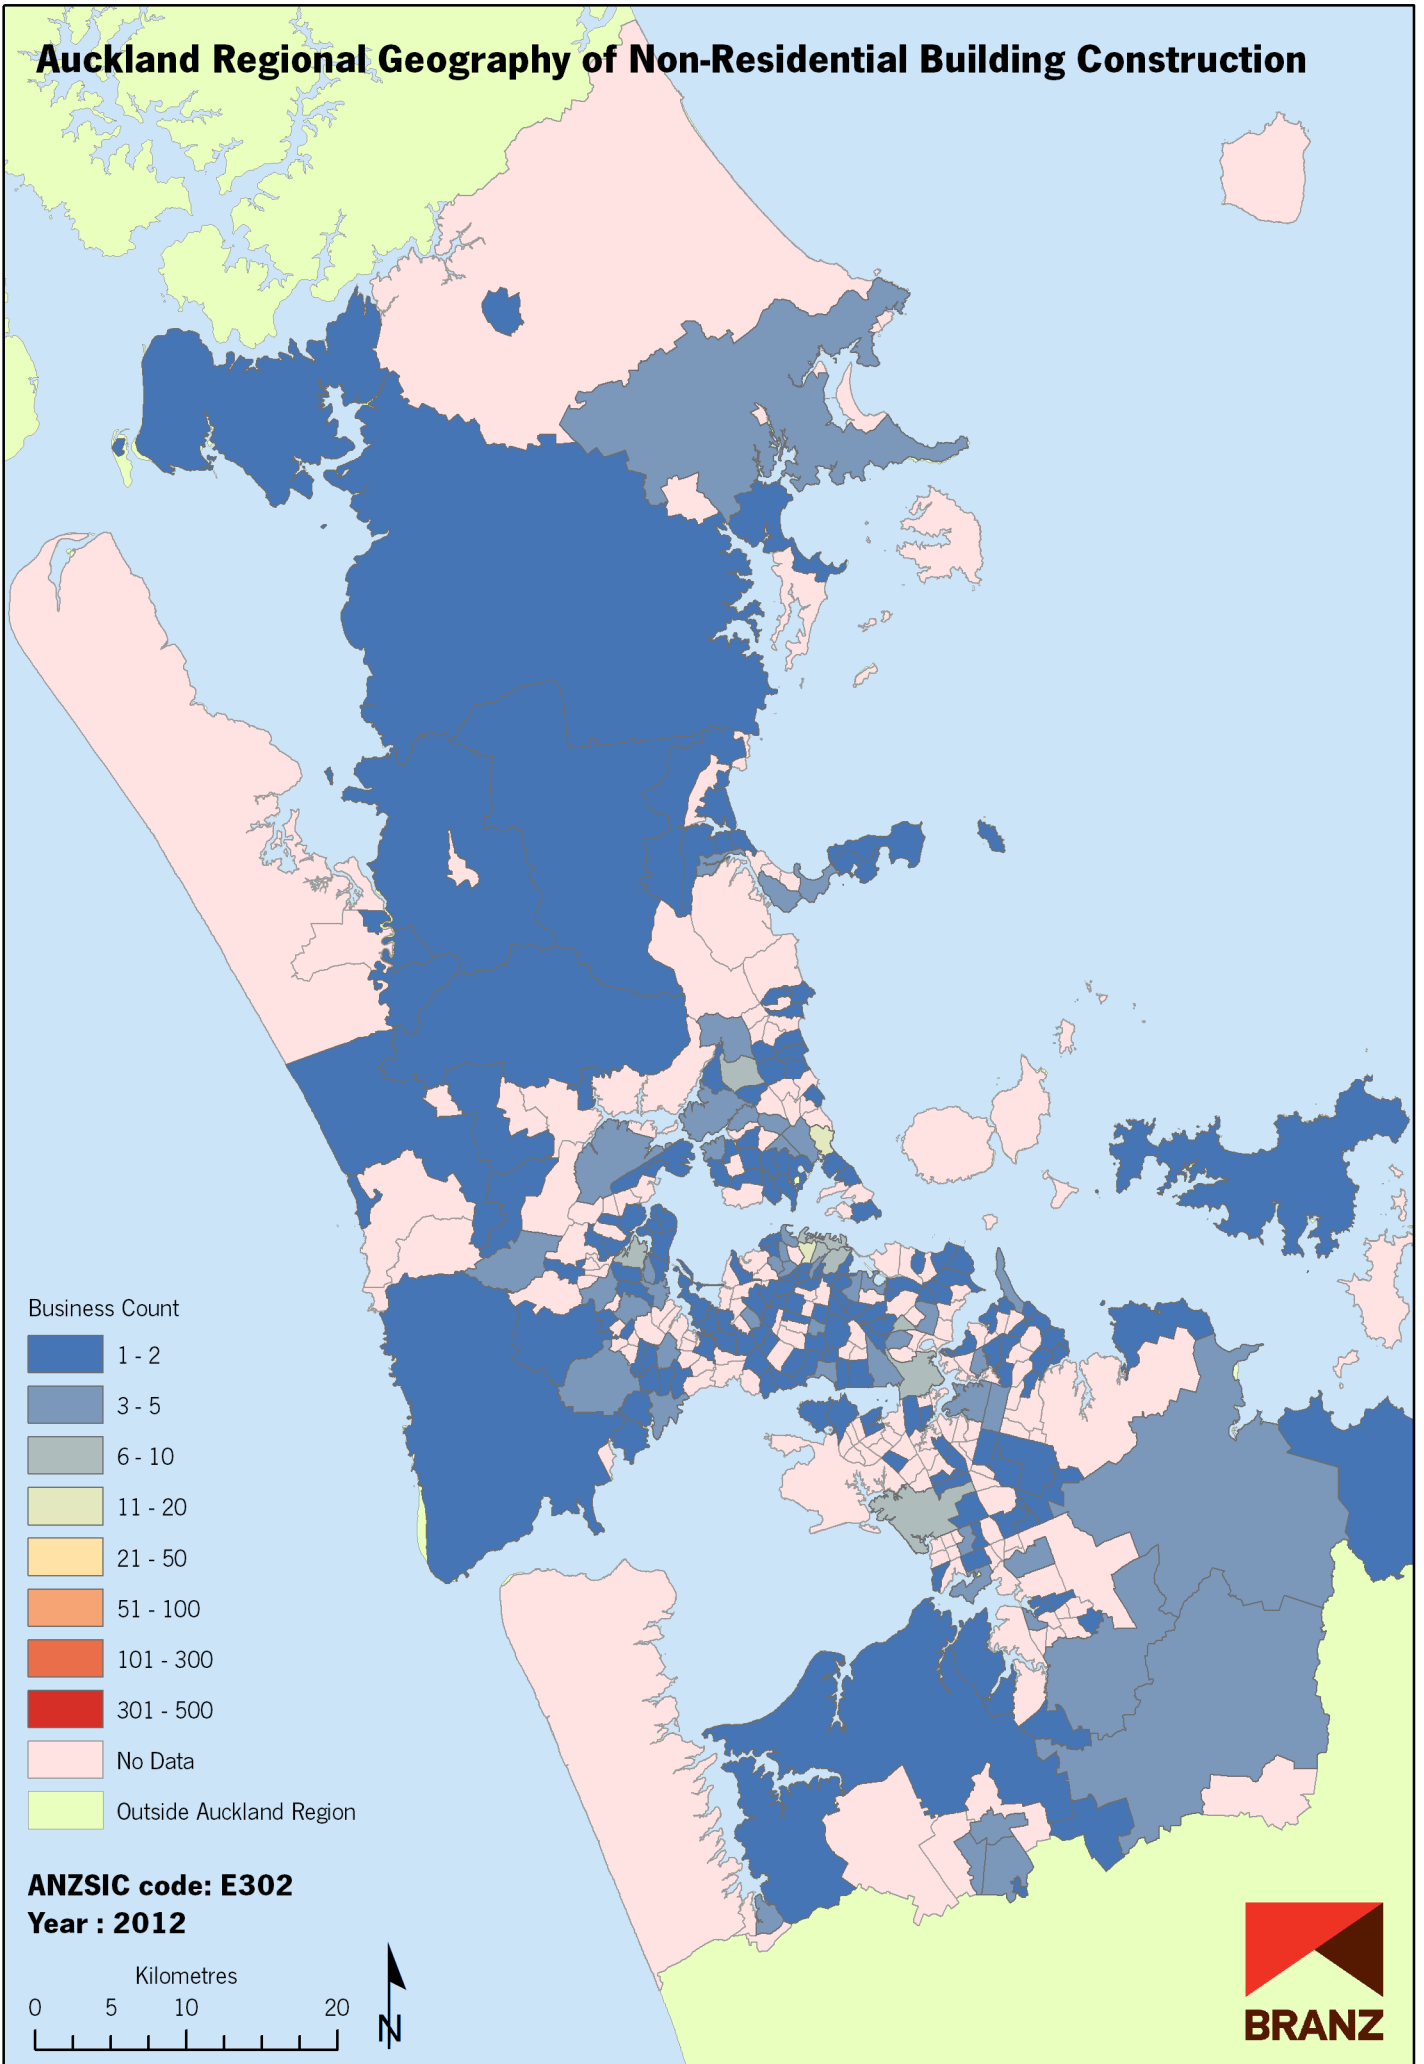 Auckland Regional Geography of Non-Residential Building Construction
Business Count
1 - 2
3 - 5
6 - 10
11 - 20
21 - 50
51 - 100
101 - 300
301 - 500
No Data
Outside Auckland Region
ANZSIC code: E302
Year : 2012
Kilometres
0 5 10 20
N
BRANZ